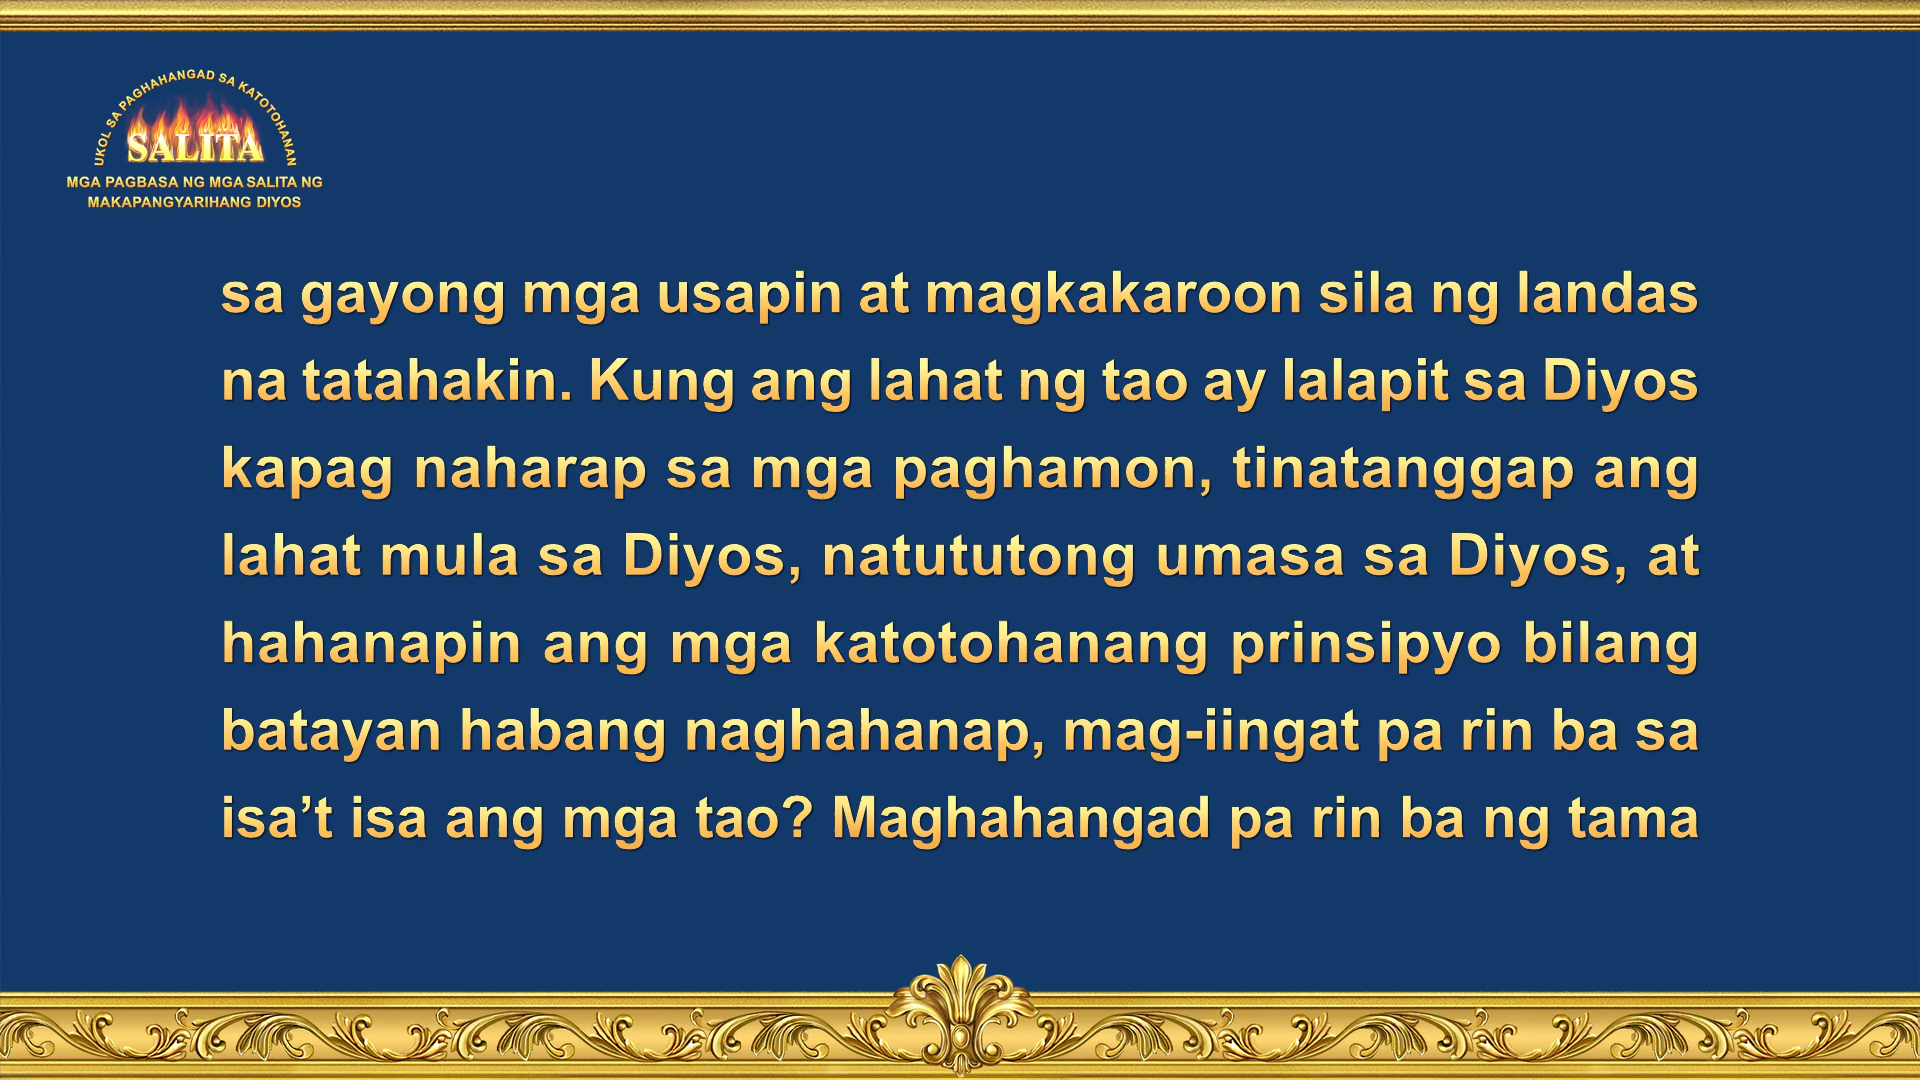 UKOL SA PAGHAHANGAD SA KATOTOHANAN
SALITA
MGA PAGBASA NG MGA SALITA NG
MAKAPANGYARIHANG DIYOS
sa gayong mga usapin at magkakaroon sila ng landas
na tatahakin. Kung ang lahat ng tao ay lalapit sa Diyos
kapag naharap sa mga paghamon, tinatanggap ang
lahat mula sa Diyos, natututong umasa sa Diyos, at
hahanapin ang mga katotohanang prinsipyo bilang
batayan habang naghahanap, mag-iingat pa rin ba sa
isa’t isa ang mga tao? Maghahangad pa rin ba ng tama